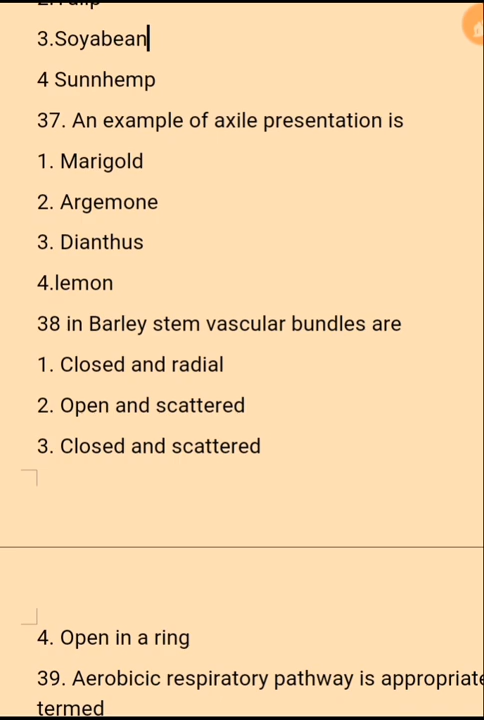 3.Soyabean
4 Sunnhemp
37. An example of axile presentation is
1. Marigold
2. Argemone
3. Dianthus
4.lemon
38 in Barley stem vascular bundles are
1. Closed and radial
2. Open and scattered
3. Closed and scattered
4. Open in a ring
39. Aerobicic respiratory pathway is appropriate
termed